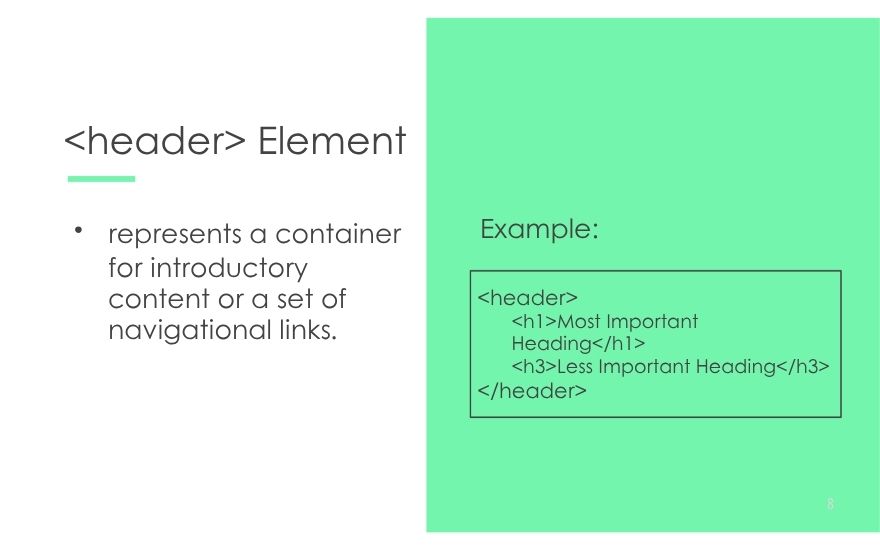 <header> Element
• represents a container
for introductory
content or a set of
navigational links.
Example:
<header>
<h1>Most Important
Heading</h1>
<h3>Less Important Heading</h3>
</header>
8